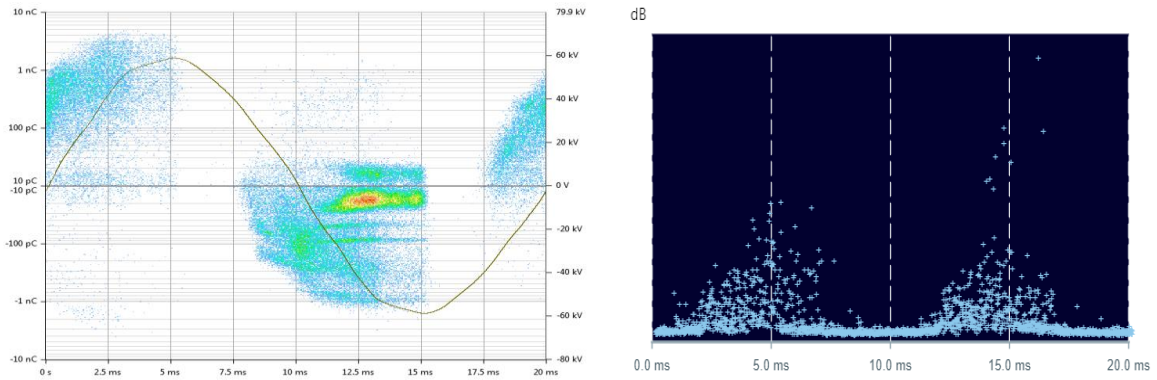 10 nC
1 nC
100 pC
10 pC
-10 pC
-100 pC
-1 nC
-10 nC
79.9 kV
60 kV
40 kV
20 kV
0 V
-20 kV
-40 kV
-60 kV
-80 kV
0 s
2.5 ms
5 ms
7.5 ms
10 ms
12.5 ms
15 ms
17.5 ms
20 ms
dB
0.0 ms
5.0 ms
10.0 ms
15.0 ms
20.0 ms